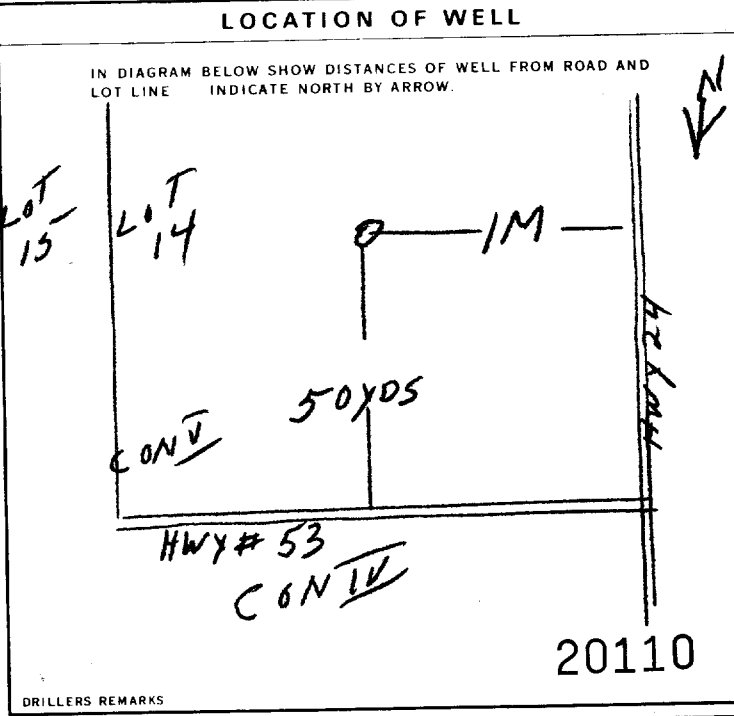 LOCATION OF WELL
IN DIAGRAM BELOW SHOW DISTANCES OF WELL FROM ROAD AND
LOT LINE INDICATE NORTH BY ARROW.
N
LOT
15
LOT
14
1M
HWY 24
50YDS
CON V
HWY # 53
CON IV
20110
DRILLERS REMARKS